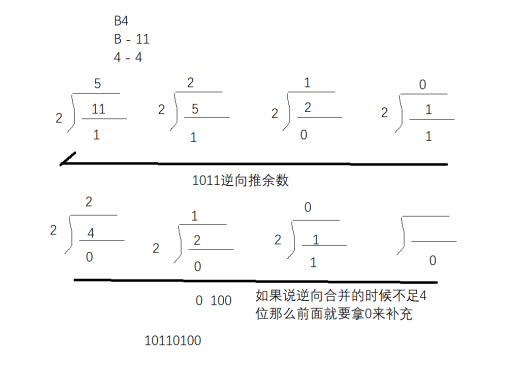 B4
B - 11
4 - 4
5 2 1 0
2 11 2 5 2 2 2 1
1 1 0 1
1011逆向推余数
2 1 0
2 4 2 2 2 1
0 0 1 0
0 100 如果说逆向合并的时候不足4
位那么前面就要拿0来补充
10110100